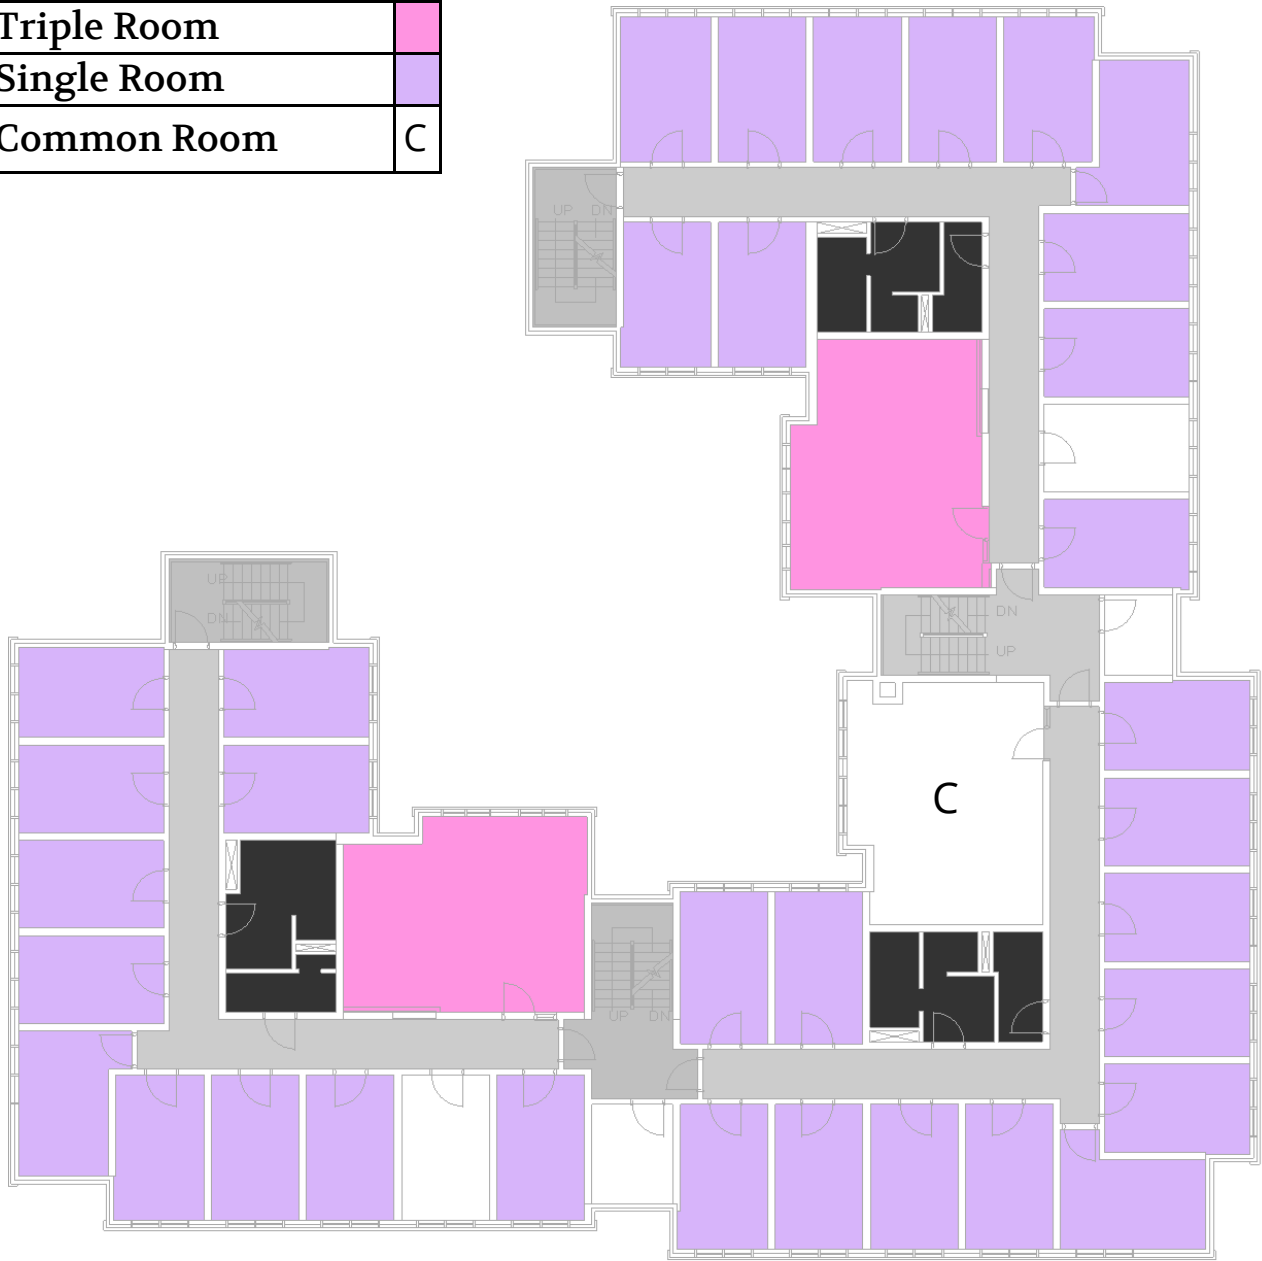 Triple Room
Single Room
Common Room C
UP DN
DN
UP
UP
DN
C
UP DN